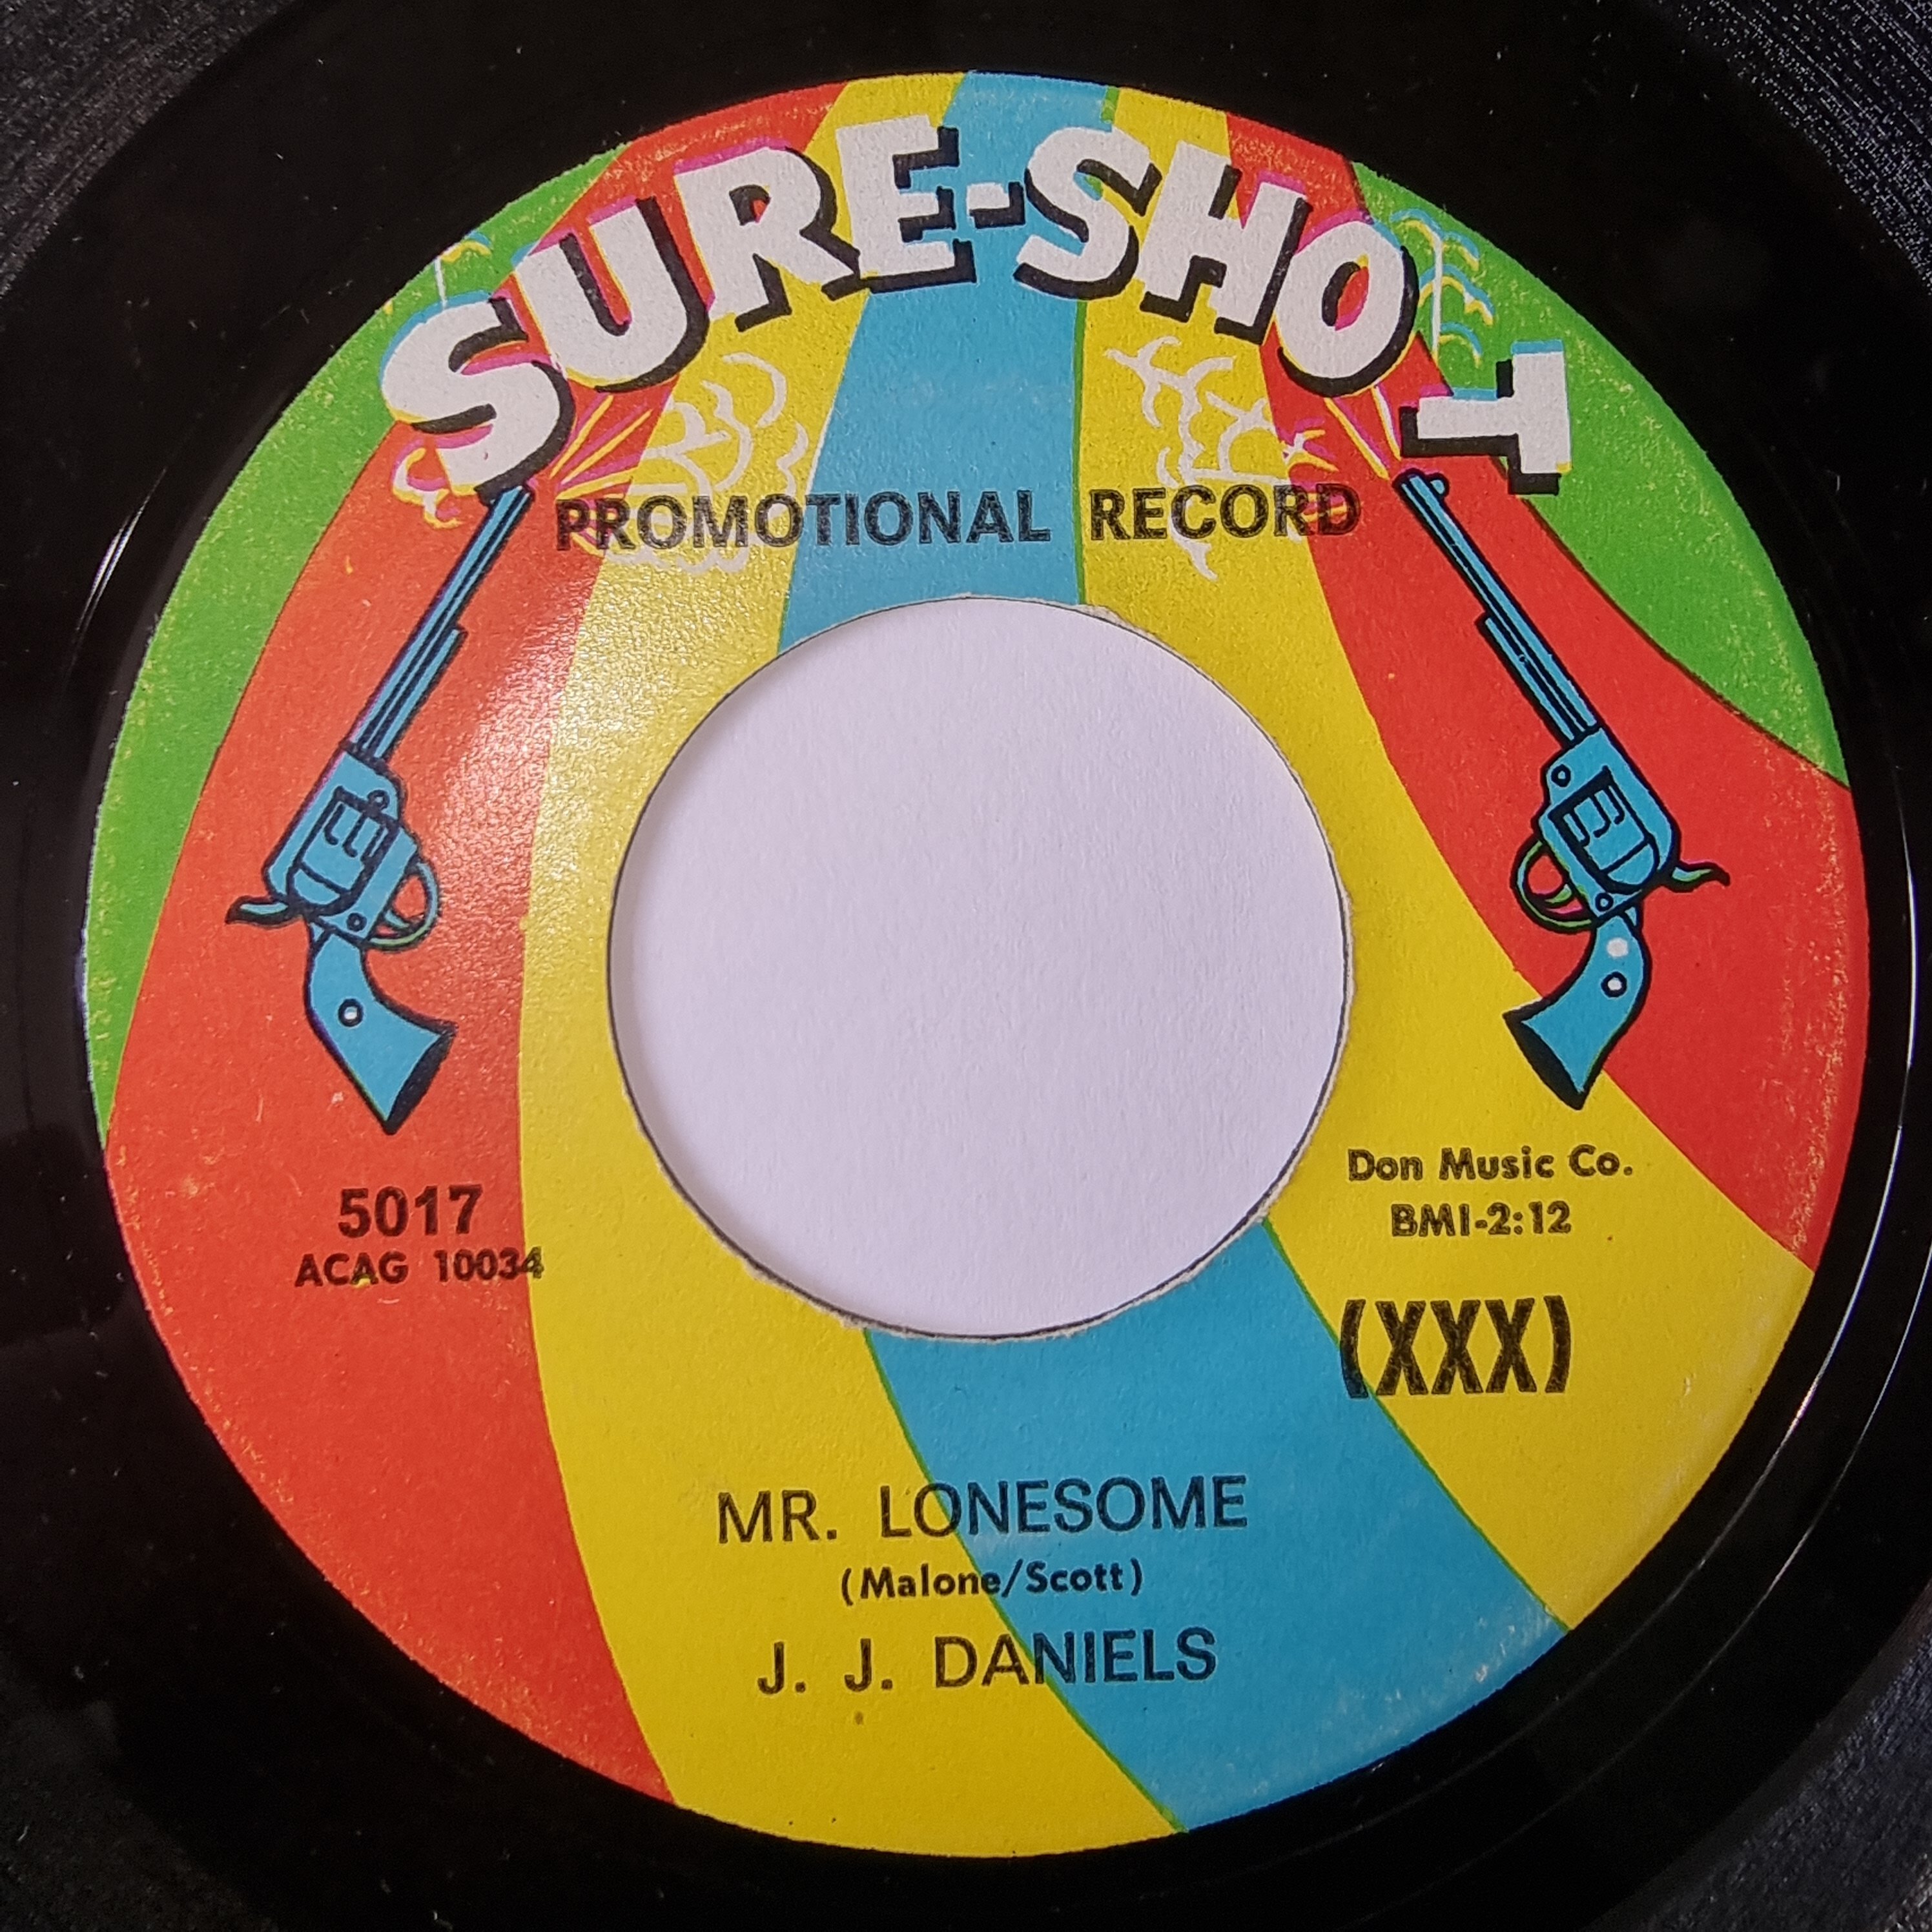 SURE-SHOT
PROMOTIONAL RECORD
5017
ACAG 10034
Don Music Co.
BMI-2:12
(XXX)
MR. LONESOME
(Malone/Scott)
J. J. DANIELS